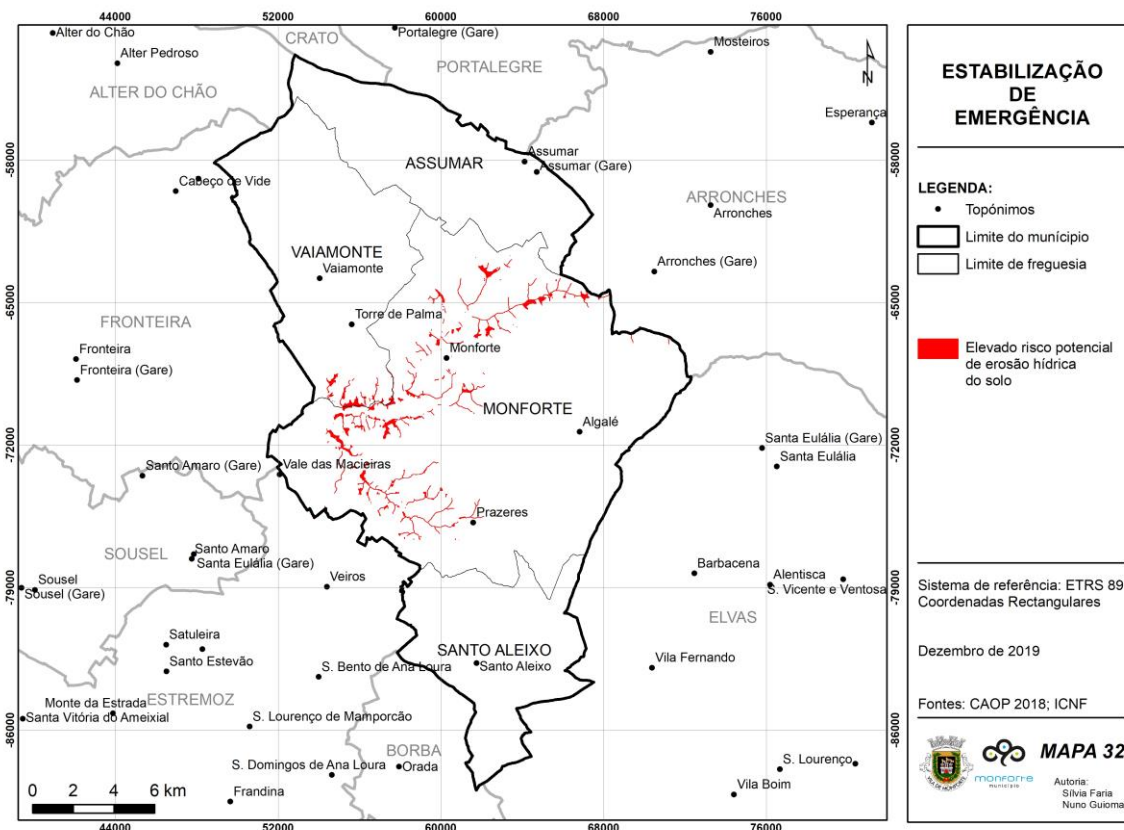 44000 52000 60000 68000 76000
Alter do Chão
CRATO
Portalegre (Gare)
Mosteiros
Alter Pedroso
PORTALEGRE
N
ALTER DO CHÃO
Esperança
-58000
ASSUMAR
Assumar
-58000
Assumar (Gare)
Cabeço de Vide
ARRONCHES
Arronches
VAIAMONTE
Vaiamonte
Arronches (Gare)
-65000
-65000
FRONTEIRA
Torre de Palma
Fronteira
Monforte
Fronteira (Gare)
MONFORTE
Algalé
-72000
Santa Eulália (Gare)
-72000
Santo Amaro (Gare)
Vale das Macieiras
Santa Eulália
Prazeres
SOUSEL
Santo Amaro
Santa Eulália (Gare)
Barbacena
-79000
Sousel
Sousel (Gare)
Veiros
Alentisca
S. Vicente e Ventosa
-79000
ELVAS
Satuleira
SANTO ALEIXO
Santo Estevão
S. Bento de Ana Loura
Santo Aleixo
Vila Fernando
ESTREMOZ
Monte da Estrada
Santa Vitória do Ameixial
S. Lourenço de Mamporcão
-86000
-86000
BORBA
S. Domingos de Ana Loura
Orada
S. Lourenço
Frandina
Vila Boim
0 2 4 6 km
44000 52000 60000 68000 76000
ESTABILIZAÇÃO
DE
EMERGÊNCIA
LEGENDA:
Topónimos
Limite do munícipio
Limite de freguesia
Elevado risco potencial
de erosão hídrica
do solo
Sistema de referência: ETRS 89
Coordenadas Rectangulares
Dezembro de 2019
Fontes: CAOP 2018; ICNF
VILA DE MONFORTE
monforte
município
MAPA 32
Autoria:
Sílvia Faria
Nuno Guiomar